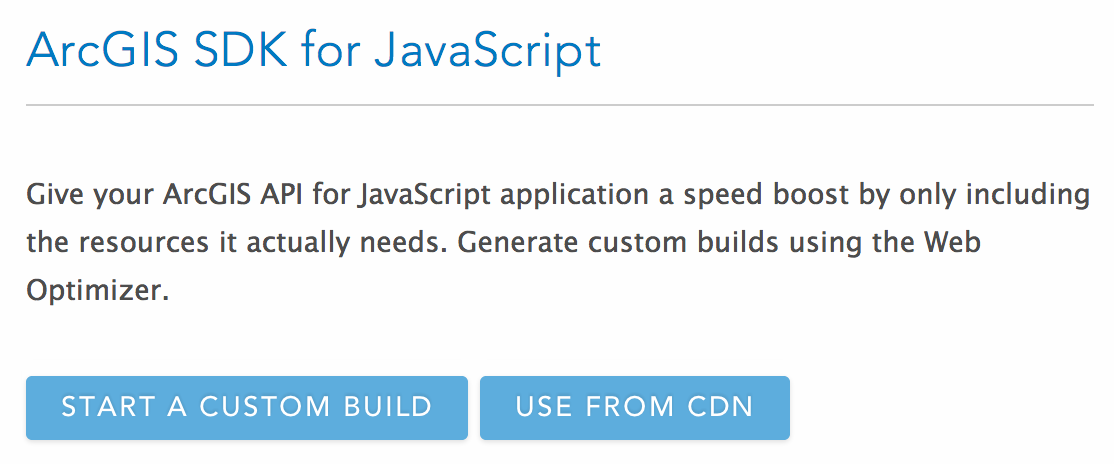 ArcGIS SDK for JavaScript
Give your ArcGIS API for JavaScript application a speed boost by only including
the resources it actually needs. Generate custom builds using the Web
Optimizer.
START A CUSTOM BUILD
USE FROM CDN